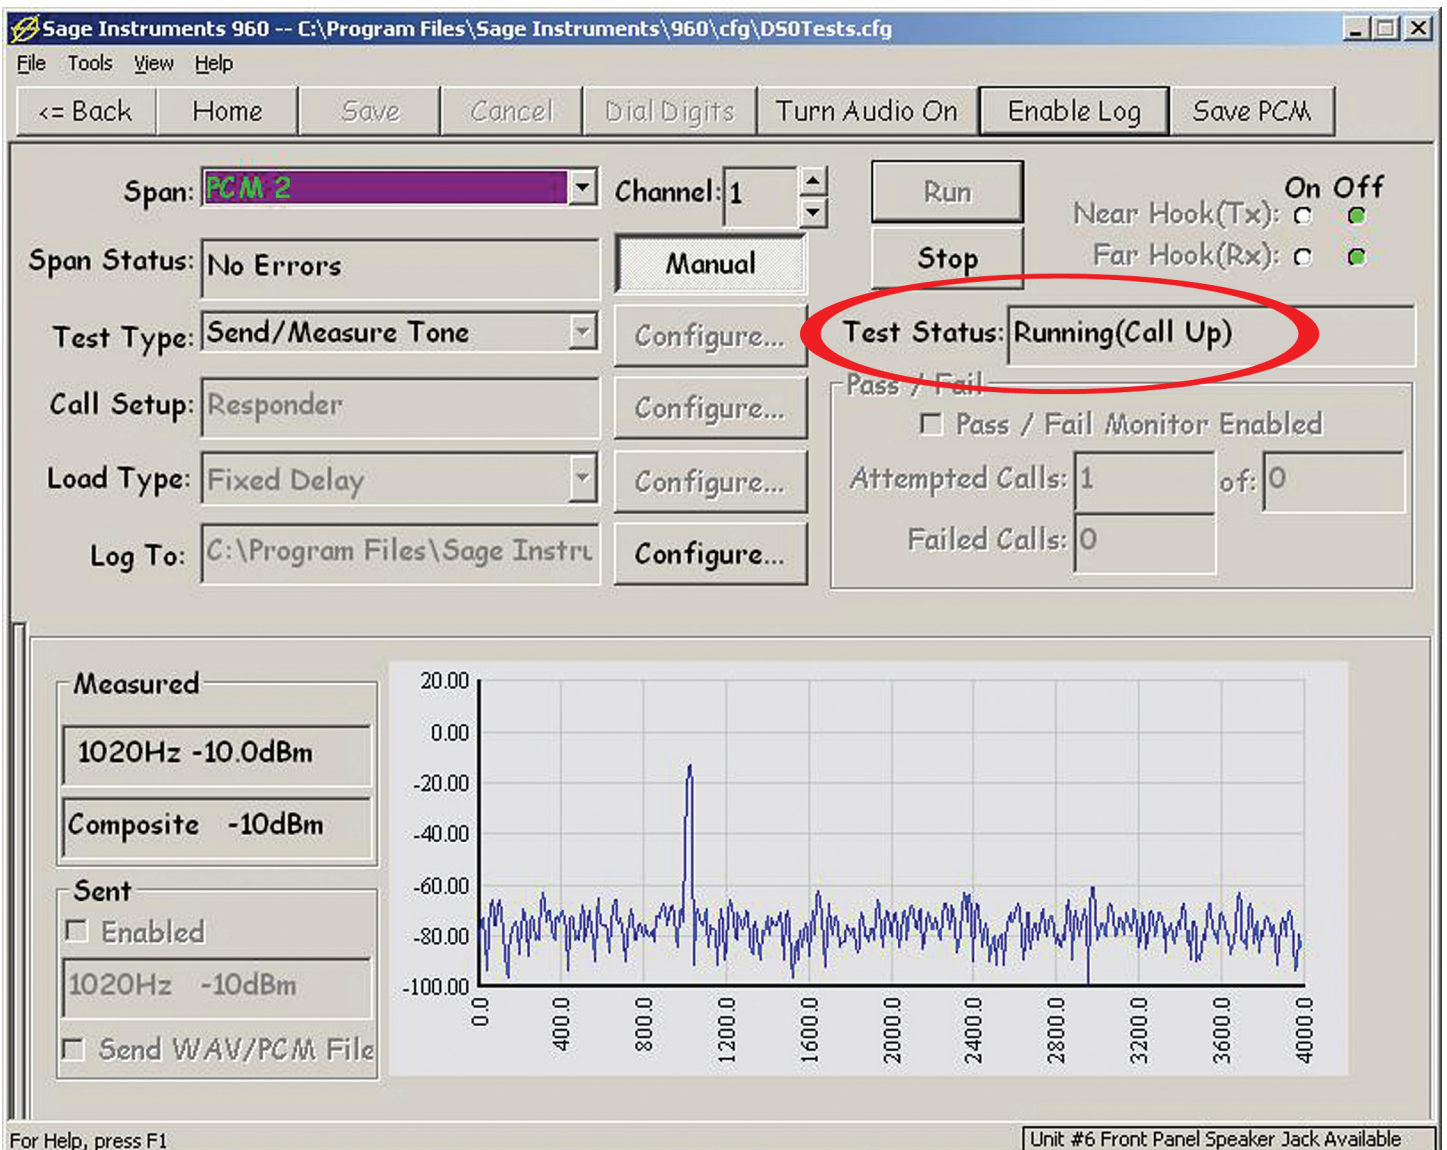 Sage Instruments 960 -- C:\Program Files\Sage Instruments\960\cfg\DS0Tests.cfg
File Tools View Help
<= Back Home Save Cancel Dial Digits Turn Audio On Enable Log Save PCM
Span: PCM 2 Channel: 1 Run On Off
Near Hook(Tx):
Span Status: No Errors Manual Stop Far Hook(Rx):
Test Type: Send/Measure Tone Configure... Test Status: Running(Call Up)
Pass / Fail
Call Setup: Responder Configure... Pass / Fail Monitor Enabled
Load Type: Fixed Delay Configure... Attempted Calls: 1 of: 0
Log To: C:\Program Files\Sage Instru Configure... Failed Calls: 0
Measured
1020Hz -10.0dBm
Composite -10dBm
Sent
Enabled
1020Hz -10dBm
Send WAV/PCM File
20.00
0.00
-20.00
-40.00
-60.00
-80.00
-100.00
0.0 400.0 800.0 1200.0 1600.0 2000.0 2400.0 2800.0 3200.0 3600.0 4000.0
For Help, press F1 Unit #6 Front Panel Speaker Jack Available